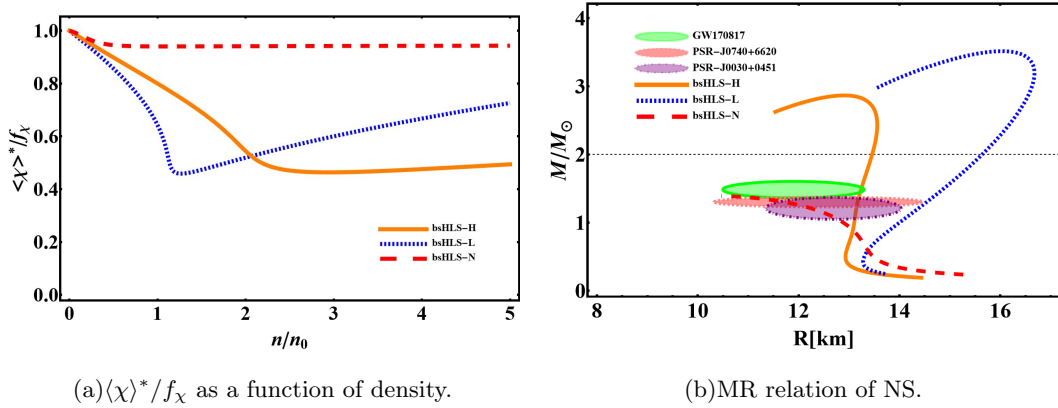 1.0
0.8
0.6
0.4
0.2
0.0
<χ>*/fχ
bsHLS-H
bsHLS-L
bsHLS-N
0 1 2 3 4 5
n/n0
(a)⟨χ⟩*/fχ as a function of density.
4
3
2
1
0
M/M⊙
GW170817
PSR-J0740+6620
PSR-J0030+0451
bsHLS-H
bsHLS-L
bsHLS-N
8 10 12 14 16
R[km]
(b)MR relation of NS.